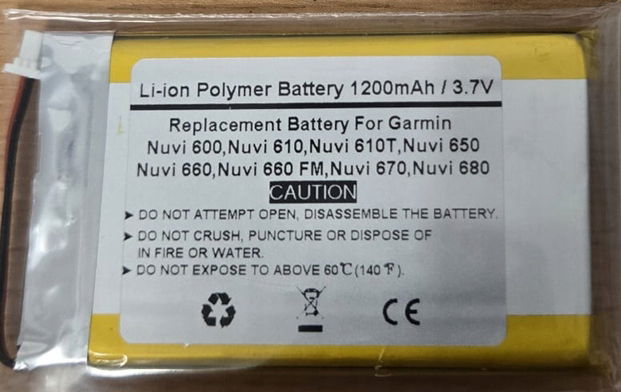 Li-ion Polymer Battery 1200mAh / 3.7V
Replacement Battery For Garmin
Nuvi 600,Nuvi 610,Nuvi 610T,Nuvi 650
Nuvi 660,Nuvi 660 FM,Nuvi 670,Nuvi 680
CAUTION
➤ DO NOT ATTEMPT OPEN, DISASSEMBLE THE BATTERY.
➤ DO NOT CRUSH, PUNCTURE OR DISPOSE OF
IN FIRE OR WATER.
➤ DO NOT EXPOSE TO ABOVE 60℃(140℉).
CE